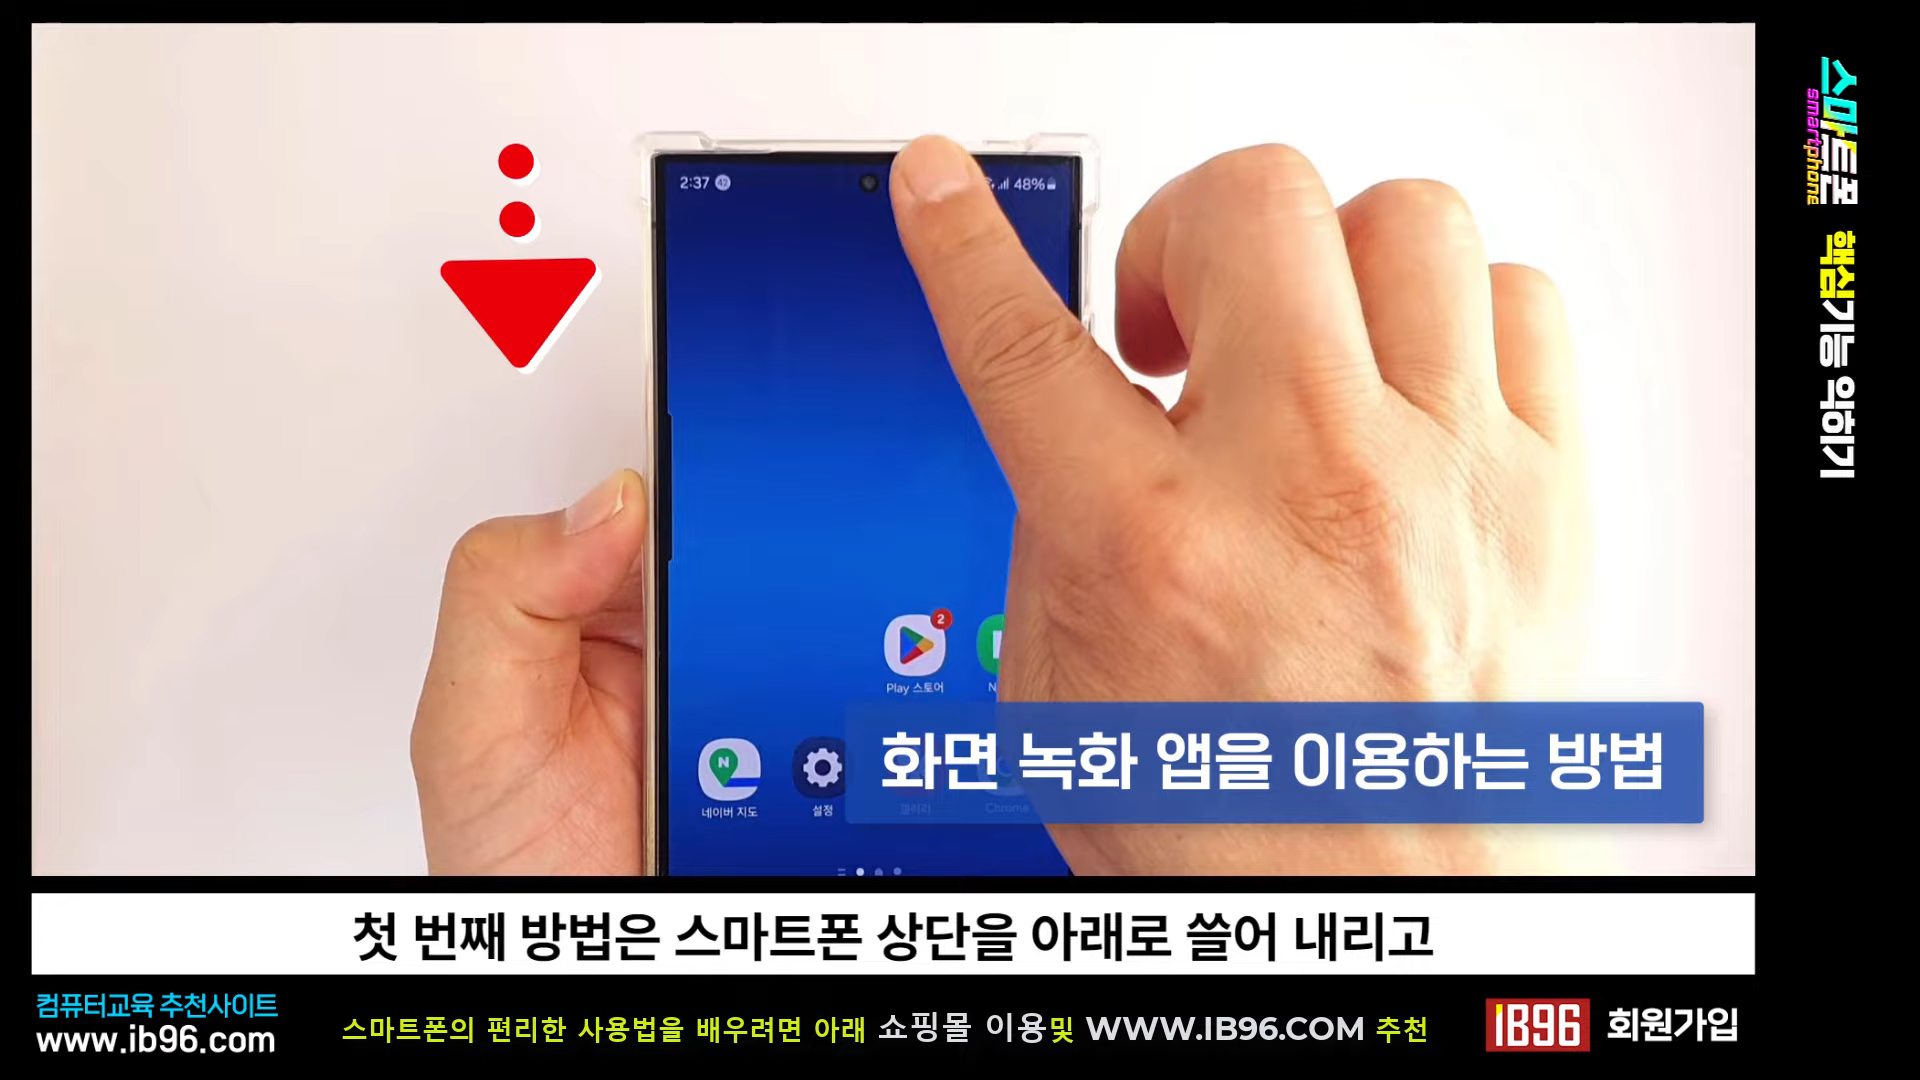 스마트폰 핵심기능 익히기
smartphone
2:37
48%
2
Play 스토어
N
네이버 지도
설정
갤러리
Chrome
화면 녹화 앱을 이용하는 방법
첫 번째 방법은 스마트폰 상단을 아래로 쓸어 내리고
컴퓨터교육 추천사이트
www.ib96.com
스마트폰의 편리한 사용법을 배우려면 아래 쇼핑몰 이용및 WWW.IB96.COM 추천
IB96 회원가입